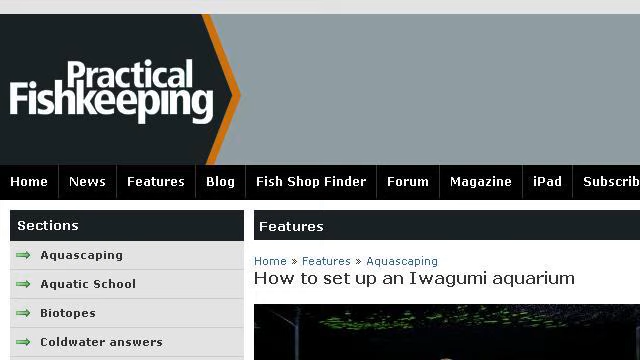 Practical
Fishkeeping
Home News Features Blog Fish Shop Finder Forum Magazine iPad Subscrib
Sections
Features
Aquascaping
Home » Features » Aquascaping
How to set up an Iwagumi aquarium
Aquatic School
Biotopes
Coldwater answers